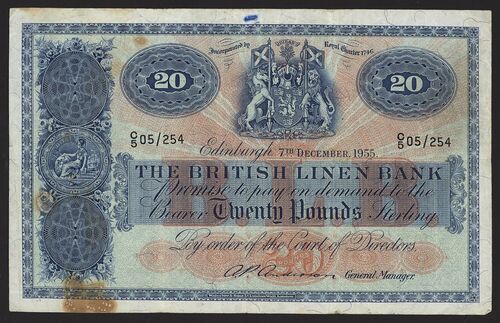 Incorporated by Royal Charter 1746
20 20
C/5 05/254 C/5 05/254
Edinburgh 7TH DECEMBER, 1955.
THE BRITISH LINEN BANK
Promise to pay on demand to the
Bearer Twenty Pounds Sterling
By order of the Court of Directors
A.P. Anderson General Manager.